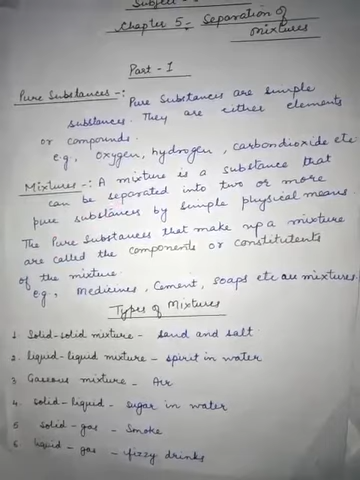 Subject -
Chapter 5 - Separation of
Mixtures
Part - I
Pure Substances -: Pure Substances are simple
substances. They are either elements
or compounds.
e.g., Oxygen, hydrogen, carbondioxide etc
Mixtures -: A mixture is a substance that
can be separated into two or more
pure substances by simple physical means.
The Pure Substances that make up a mixture
are called the components or constitutents
of the mixture.
e.g., Medicines, Cement, Soaps etc are mixtures.
Types of Mixtures
1. Solid-solid mixture - sand and salt
2. liquid-liquid mixture - spirit in water
3 Gaseous mixture - Air
4. solid-liquid - sugar in water
5 solid-gas - Smoke
6 liquid-gas - fizzy drinks